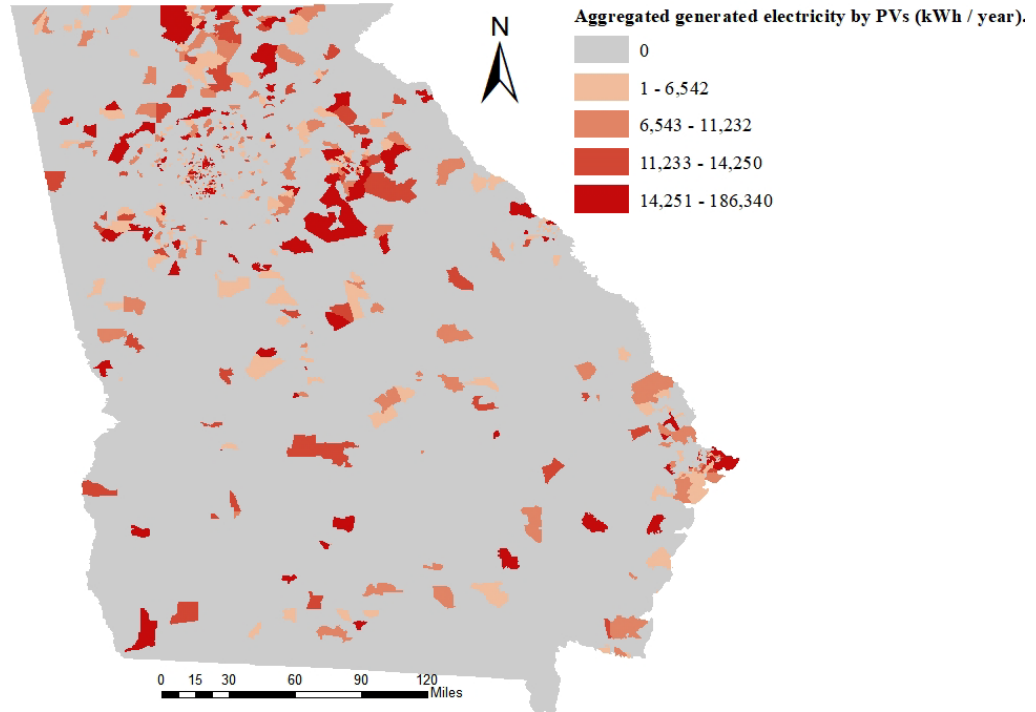 Aggregated generated electricity by PVs (kWh / year).
N
0
1 - 6,542
6,543 - 11,232
11,233 - 14,250
14,251 - 186,340
0 15 30 60 90 120
Miles